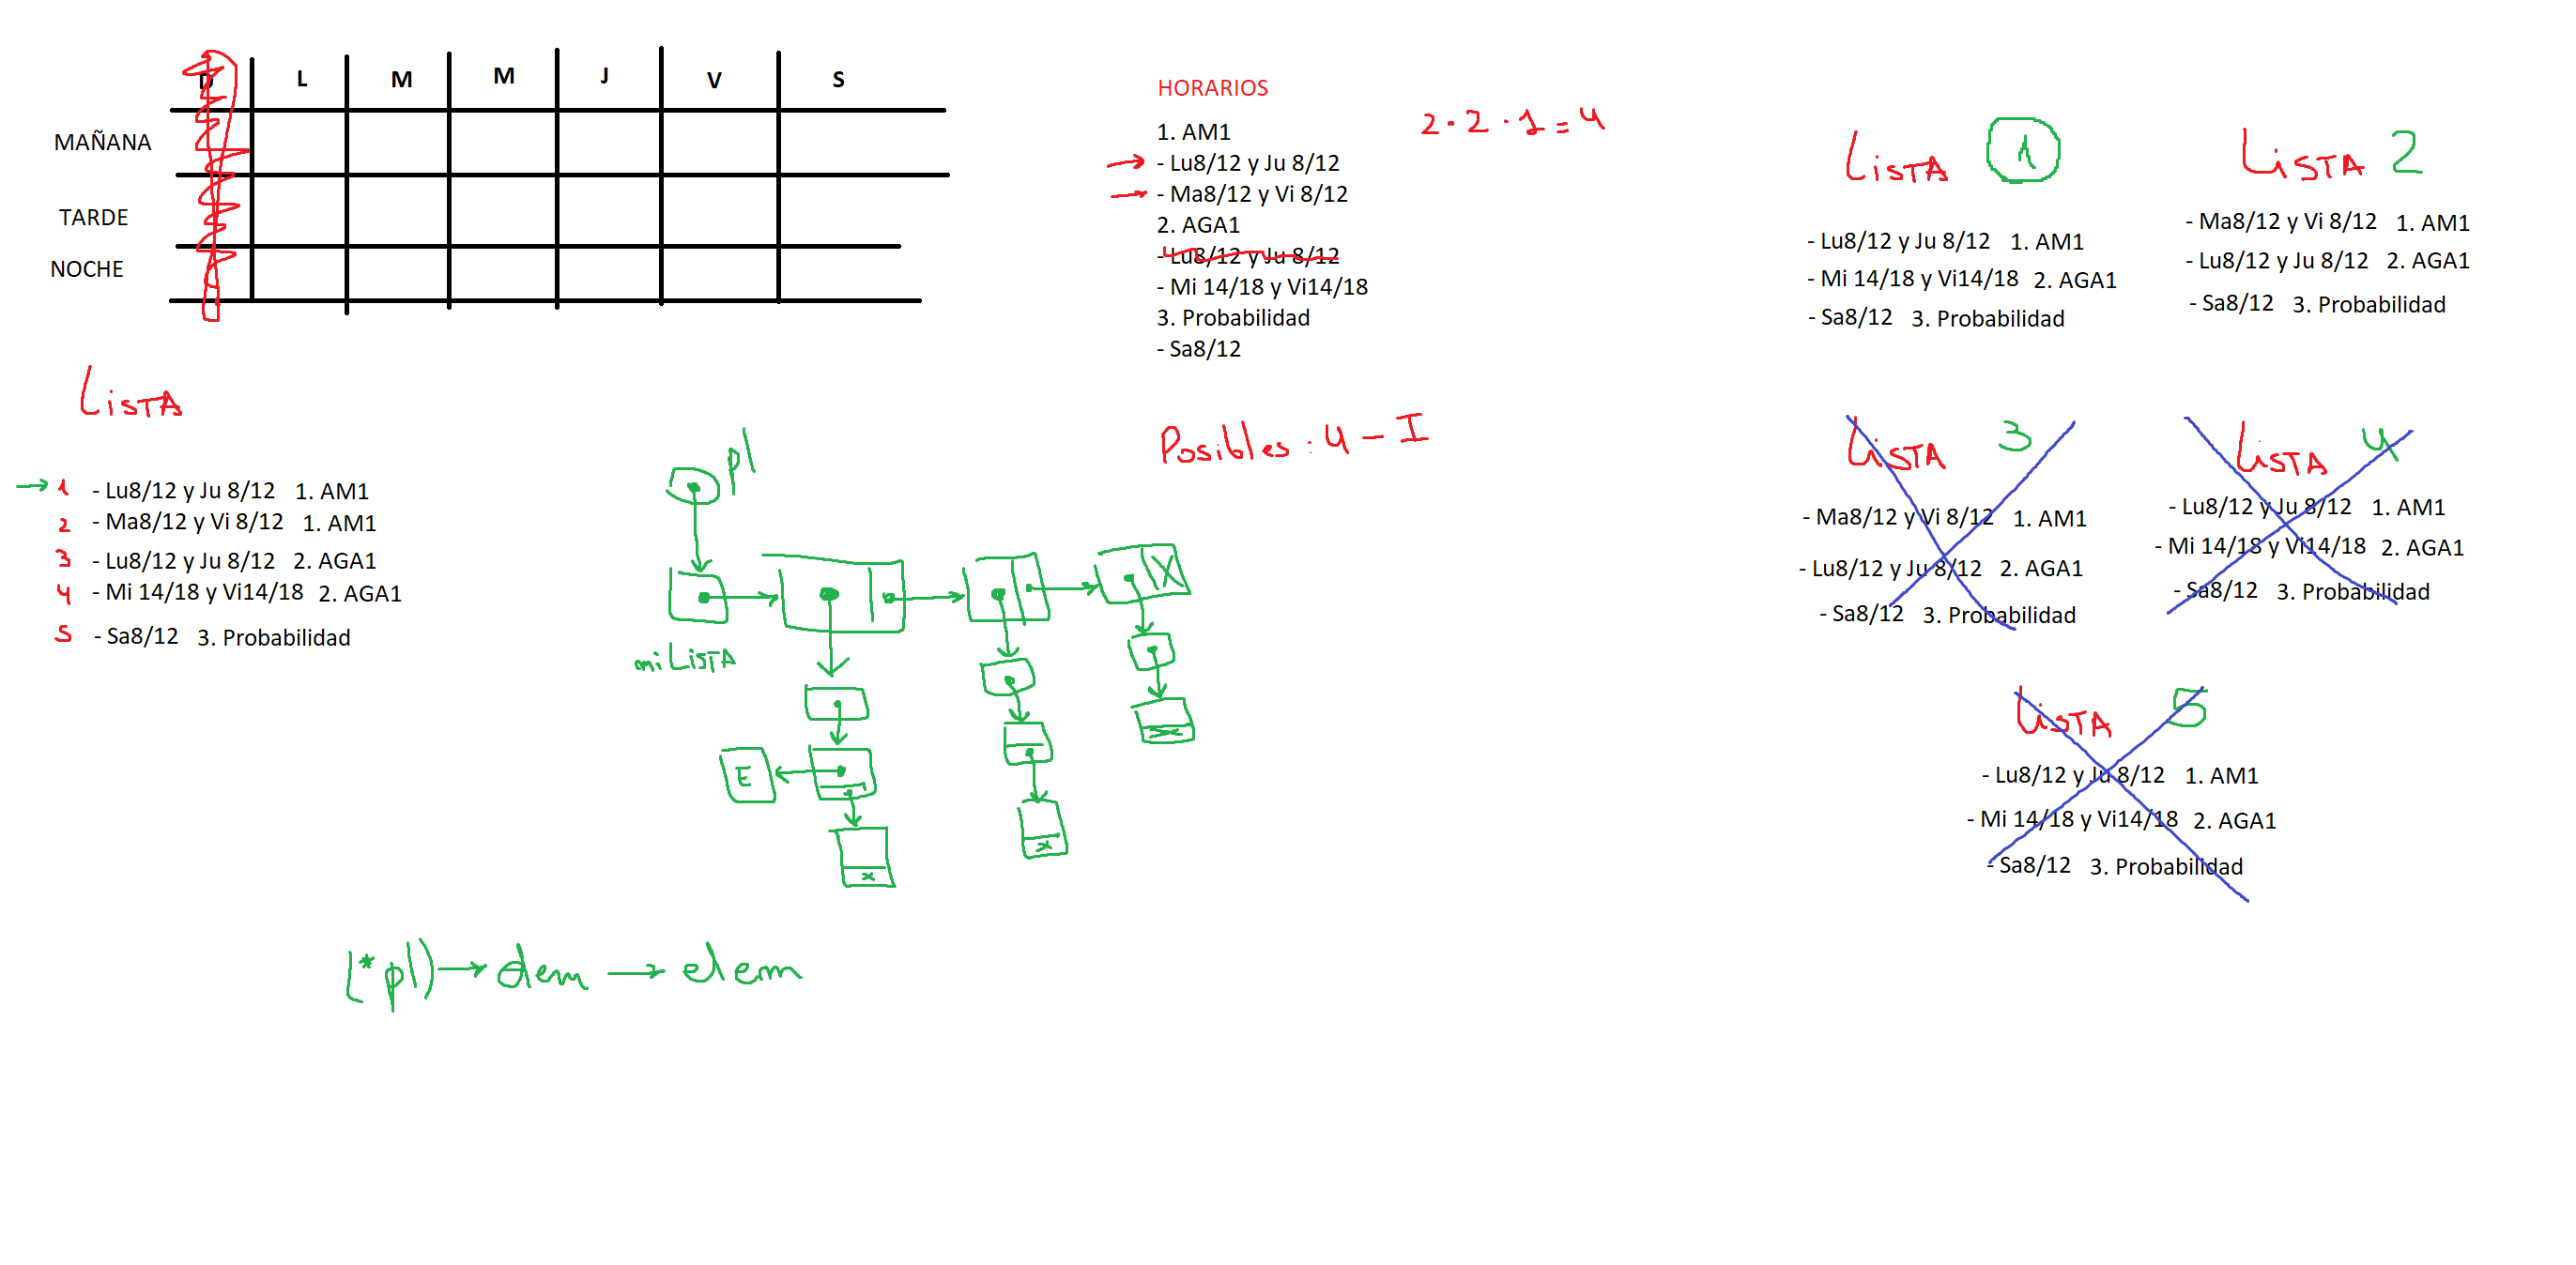 D L M M J V S
MAÑANA
TARDE
NOCHE
HORARIOS
1. AM1
- Lu8/12 y Ju 8/12
- Ma8/12 y Vi 8/12
2. AGA1
- Lu8/12 y Ju 8/12
- Mi 14/18 y Vi14/18
3. Probabilidad
- Sa8/12
2 · 2 · 1 = 4
Posibles: 4 - I
LiSTA
1 - Lu8/12 y Ju 8/12 1. AM1
2 - Ma8/12 y Vi 8/12 1. AM1
3 - Lu8/12 y Ju 8/12 2. AGA1
4 - Mi 14/18 y Vi14/18 2. AGA1
5 - Sa8/12 3. Probabilidad
pl
mi LiSTA
E
x
x
(*pl) → elem → elem
LiSTA 1
- Lu8/12 y Ju 8/12 1. AM1
- Mi 14/18 y Vi14/18 2. AGA1
- Sa8/12 3. Probabilidad
LiSTA 2
- Ma8/12 y Vi 8/12 1. AM1
- Lu8/12 y Ju 8/12 2. AGA1
- Sa8/12 3. Probabilidad
LiSTA 3
- Ma8/12 y Vi 8/12 1. AM1
- Lu8/12 y Ju 8/12 2. AGA1
- Sa8/12 3. Probabilidad
LiSTA 4
- Lu8/12 y Ju 8/12 1. AM1
- Mi 14/18 y Vi14/18 2. AGA1
- Sa8/12 3. Probabilidad
LiSTA 5
- Lu8/12 y Ju 8/12 1. AM1
- Mi 14/18 y Vi14/18 2. AGA1
- Sa8/12 3. Probabilidad